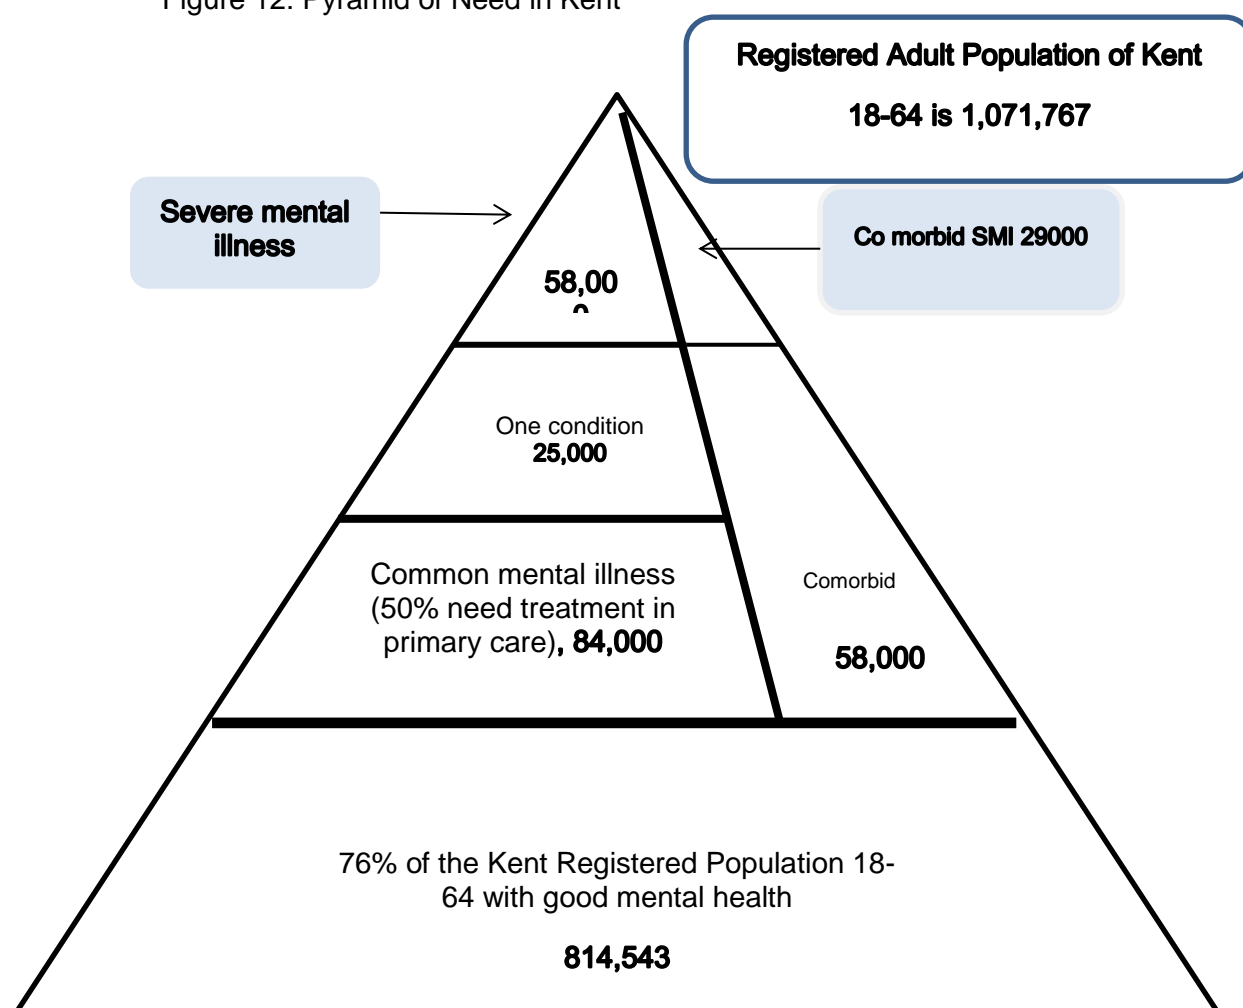 Figure 12: Pyramid of Need in Kent
Registered Adult Population of Kent
18-64 is 1,071,767
Severe mental
illness
Co morbid SMI 29000
58,00
0
One condition
25,000
Common mental illness
(50% need treatment in
primary care), 84,000
Comorbid
58,000
76% of the Kent Registered Population 18-
64 with good mental health
814,543